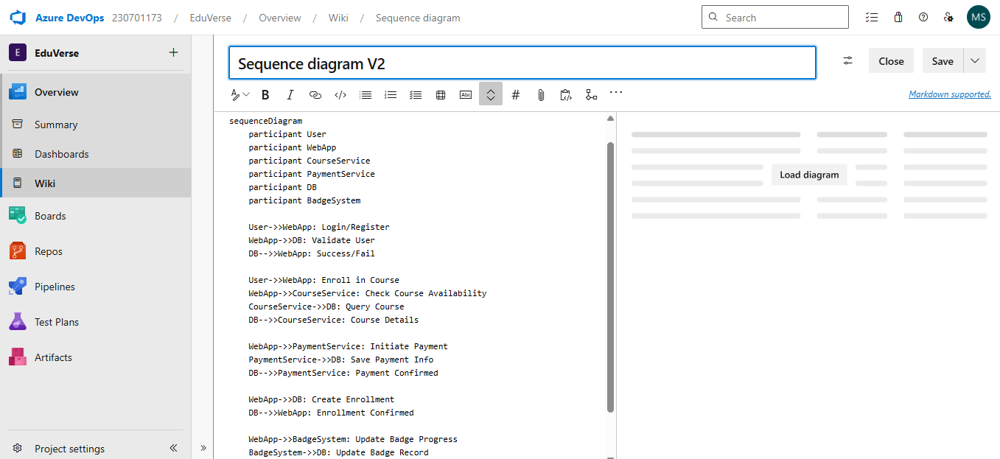 Azure DevOps 230701173 / EduVerse / Overview / Wiki / Sequence diagram
Search
MS
E EduVerse
Overview
Summary
Dashboards
Wiki
Boards
Repos
Pipelines
Test Plans
Artifacts
Project settings
Sequence diagram V2
Close
Save
B I </> Abc # ...
Markdown supported.
sequenceDiagram
participant User
participant WebApp
participant CourseService
participant PaymentService
participant DB
participant BadgeSystem
User->>WebApp: Login/Register
WebApp->>DB: Validate User
DB-->>WebApp: Success/Fail
User->>WebApp: Enroll in Course
WebApp->>CourseService: Check Course Availability
CourseService->>DB: Query Course
DB-->>CourseService: Course Details
WebApp->>PaymentService: Initiate Payment
PaymentService->>DB: Save Payment Info
DB-->>PaymentService: Payment Confirmed
WebApp->>DB: Create Enrollment
DB-->>WebApp: Enrollment Confirmed
WebApp->>BadgeSystem: Update Badge Progress
BadgeSystem->>DB: Update Badge Record
Load diagram